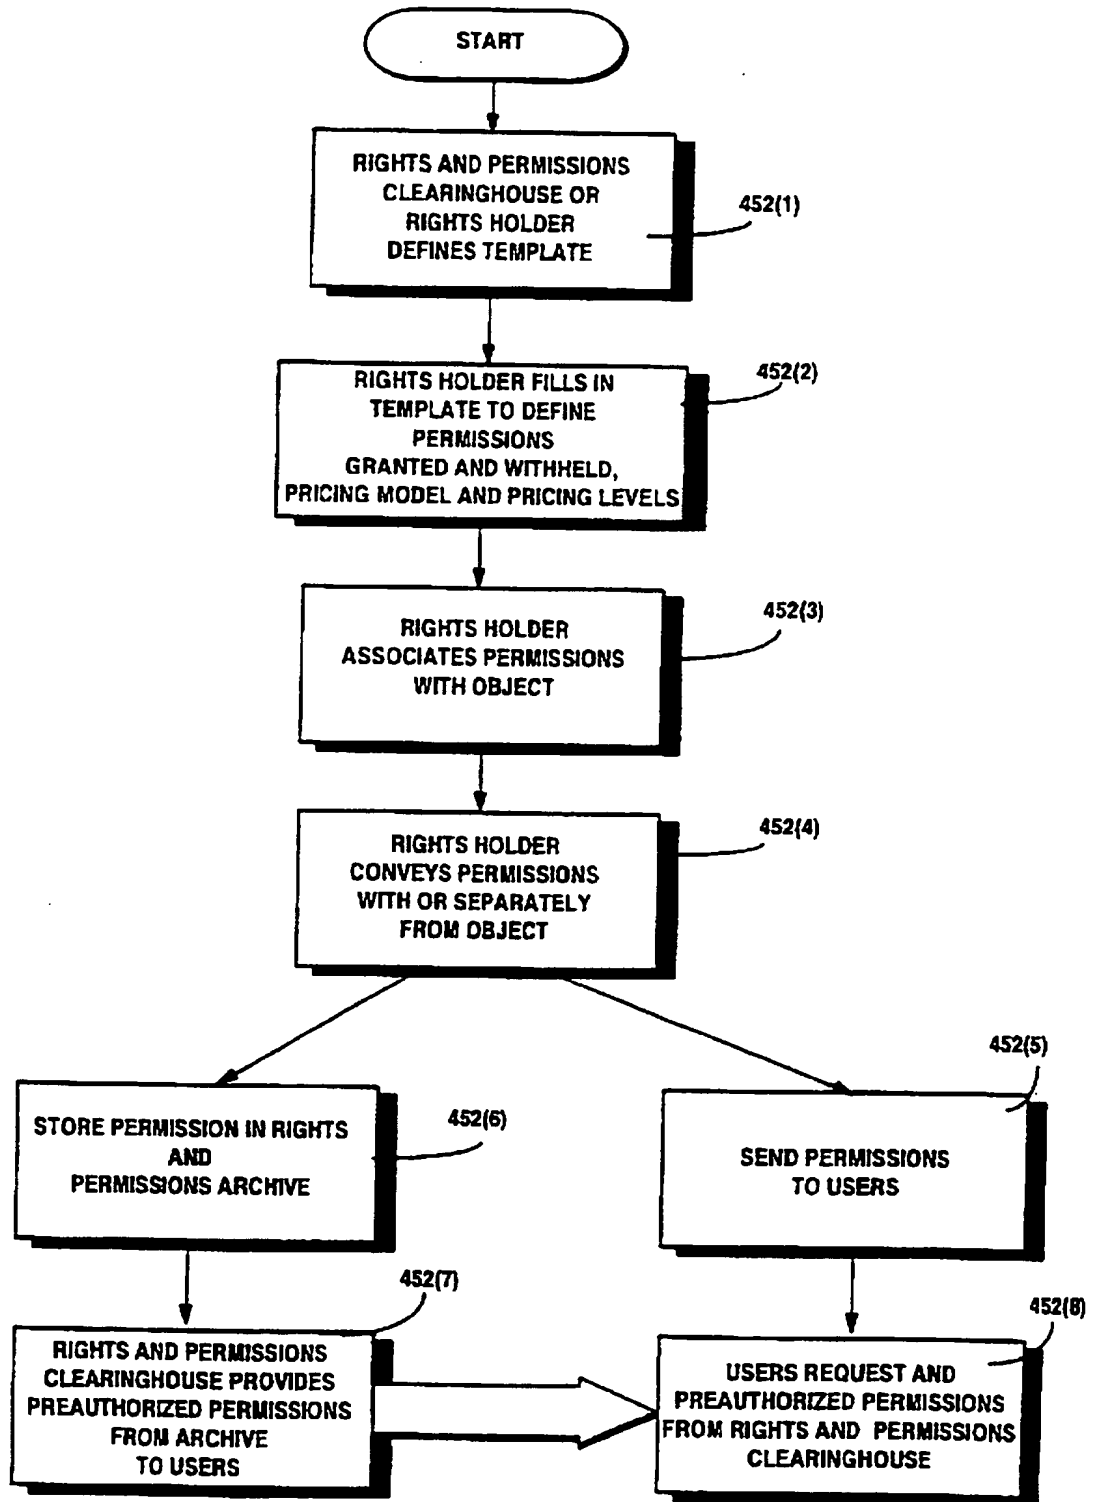 START
RIGHTS AND PERMISSIONS
CLEARINGHOUSE OR
RIGHTS HOLDER
DEFINES TEMPLATE
452(1)
RIGHTS HOLDER FILLS IN
TEMPLATE TO DEFINE
PERMISSIONS
GRANTED AND WITHHELD,
PRICING MODEL AND PRICING LEVELS
452(2)
RIGHTS HOLDER
ASSOCIATES PERMISSIONS
WITH OBJECT
452(3)
RIGHTS HOLDER
CONVEYS PERMISSIONS
WITH OR SEPARATELY
FROM OBJECT
452(4)
STORE PERMISSION IN RIGHTS
AND
PERMISSIONS ARCHIVE
452(6)
SEND PERMISSIONS
TO USERS
452(5)
RIGHTS AND PERMISSIONS
CLEARINGHOUSE PROVIDES
PREAUTHORIZED PERMISSIONS
FROM ARCHIVE
TO USERS
452(7)
USERS REQUEST AND
PREAUTHORIZED PERMISSIONS
FROM RIGHTS AND PERMISSIONS
CLEARINGHOUSE
452(8)